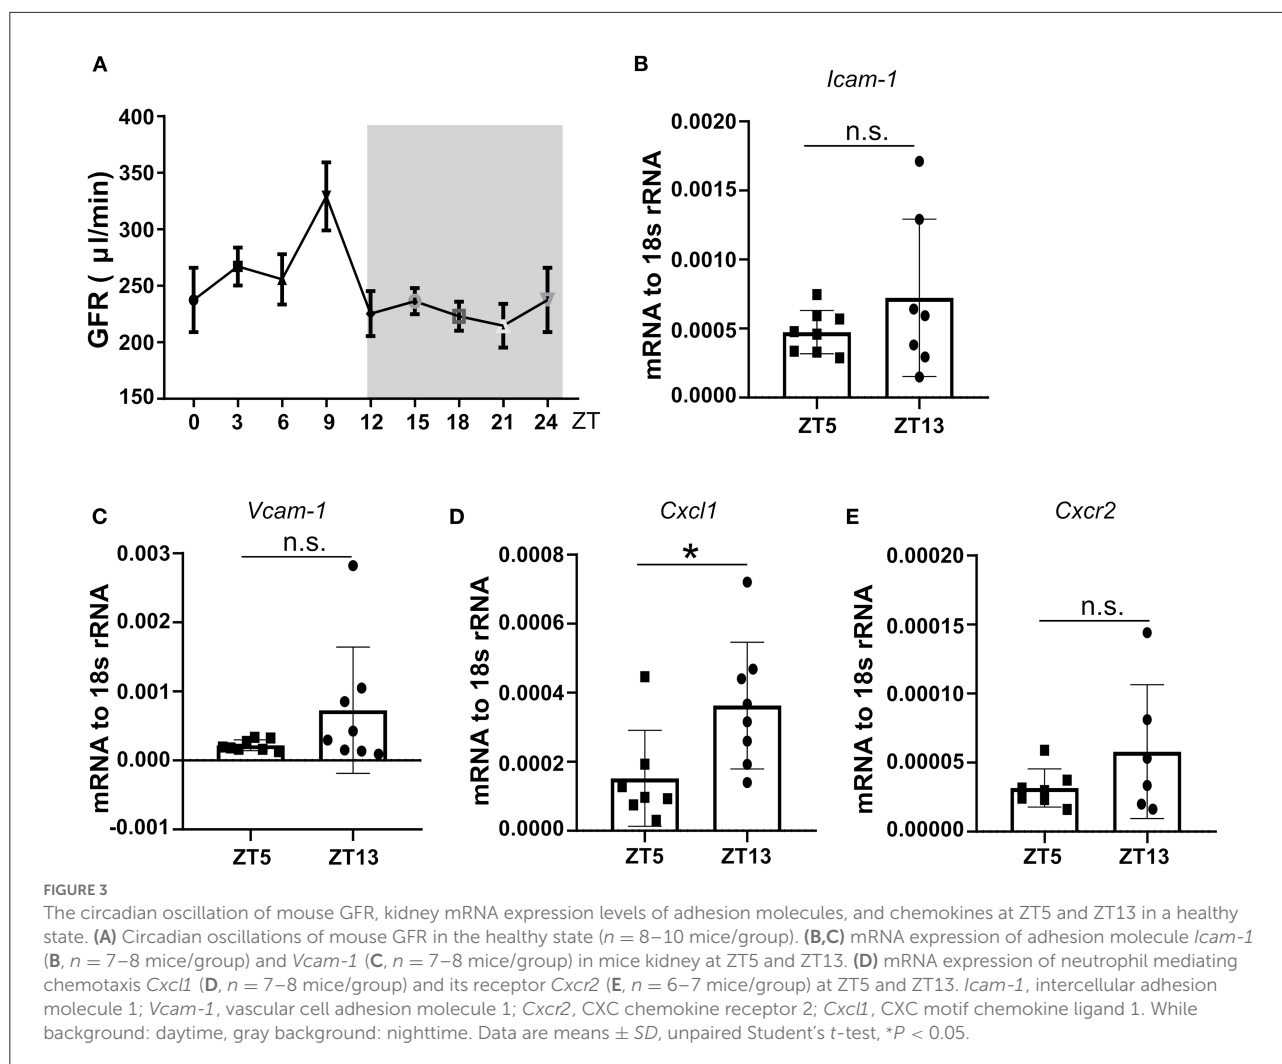 A
400
350
300
250
200
150
GFR ( µl/min)
0 3 6 9 12 15 18 21 24 ZT
B
Icam-1
n.s.
0.0020
0.0015
0.0010
0.0005
0.0000
mRNA to 18s rRNA
ZT5 ZT13
C
Vcam-1
n.s.
0.003
0.002
0.001
0.000
-0.001
mRNA to 18s rRNA
ZT5 ZT13
D
Cxcl1
*
0.0008
0.0006
0.0004
0.0002
0.0000
mRNA to 18s rRNA
ZT5 ZT13
E
Cxcr2
n.s.
0.00020
0.00015
0.00010
0.00005
0.00000
mRNA to 18s rRNA
ZT5 ZT13
FIGURE 3
The circadian oscillation of mouse GFR, kidney mRNA expression levels of adhesion molecules, and chemokines at ZT5 and ZT13 in a healthy
state. (A) Circadian oscillations of mouse GFR in the healthy state (n = 8–10 mice/group). (B,C) mRNA expression of adhesion molecule Icam-1
(B, n = 7–8 mice/group) and Vcam-1 (C, n = 7–8 mice/group) in mice kidney at ZT5 and ZT13. (D) mRNA expression of neutrophil mediating
chemotaxis Cxcl1 (D, n = 7–8 mice/group) and its receptor Cxcr2 (E, n = 6–7 mice/group) at ZT5 and ZT13. Icam-1, intercellular adhesion
molecule 1; Vcam-1, vascular cell adhesion molecule 1; Cxcr2, CXC chemokine receptor 2; Cxcl1, CXC motif chemokine ligand 1. While
background: daytime, gray background: nighttime. Data are means ± SD, unpaired Student's t-test, *P < 0.05.